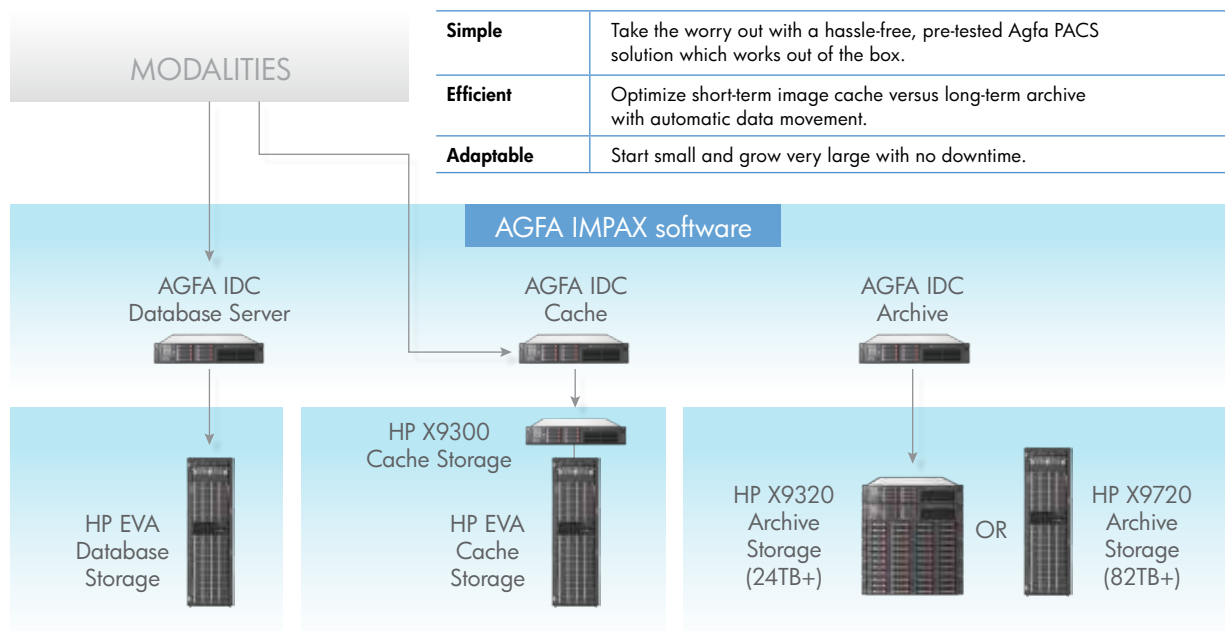 MODALITIES
Simple
Take the worry out with a hassle-free, pre-tested Agfa PACS
solution which works out of the box.
Efficient
Optimize short-term image cache versus long-term archive
with automatic data movement.
Adaptable
Start small and grow very large with no downtime.
AGFA IMPAX software
AGFA IDC
Database Server
AGFA IDC
Cache
AGFA IDC
Archive
HP EVA
Database
Storage
HP X9300
Cache Storage
HP EVA
Cache
Storage
HP X9320
Archive
Storage
(24TB+)
OR
HP X9720
Archive
Storage
(82TB+)